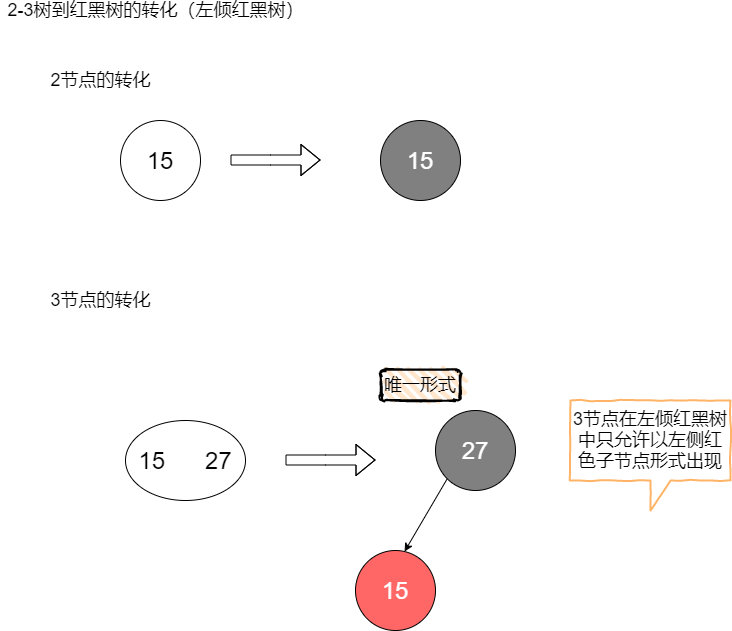 2-3树到红黑树的转化（左倾红黑树）
2节点的转化
15
15
3节点的转化
唯一形式
3节点在左倾红黑树
中只允许以左侧红
色子节点形式出现
15 27
27
15